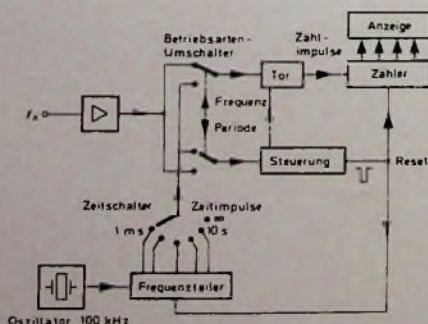 Anzeige
Betriebsarten-
Umschalter
Zähl-
impulse
Tor
Zähler
Frequenz
Periode
Steuerung
Reset
Zeitschalter
Zeitimpulse
1 ms
∞
10 s
Frequenzteiler
Oszillator 100 kHz